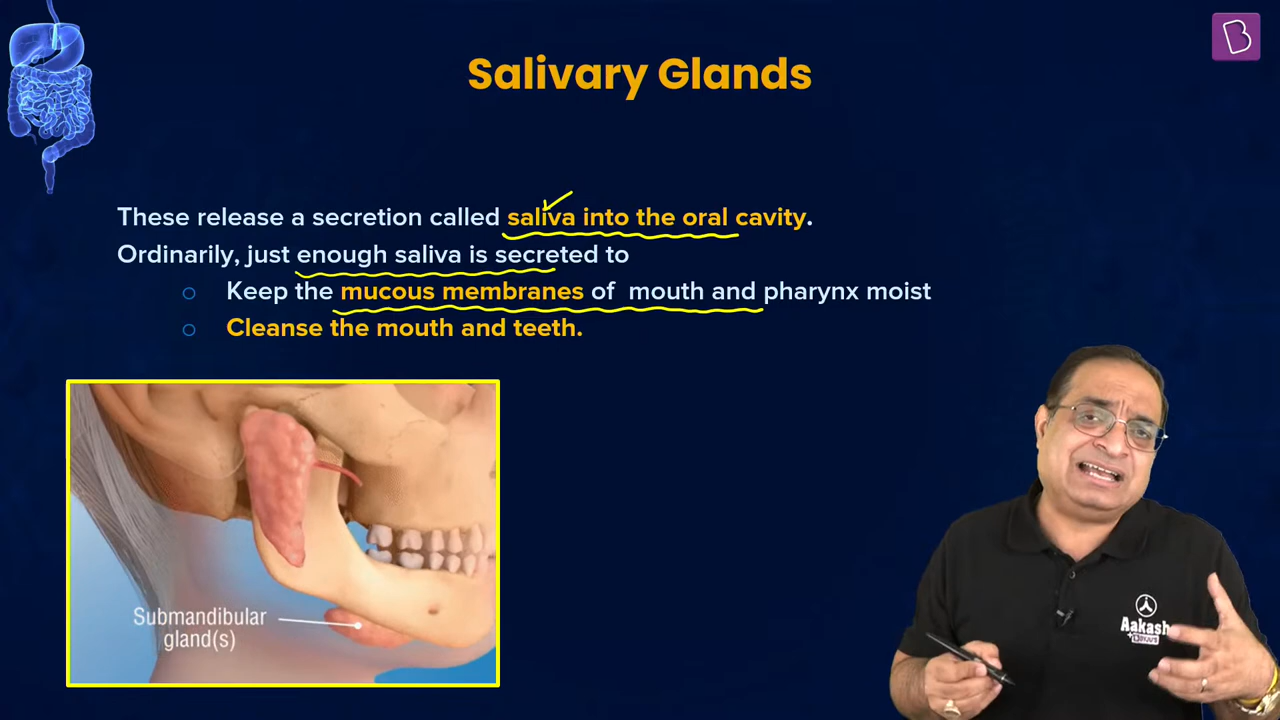 Salivary Glands
These release a secretion called saliva into the oral cavity.
Ordinarily, just enough saliva is secreted to
Keep the mucous membranes of mouth and pharynx moist
Cleanse the mouth and teeth.
Submandibular
gland(s)
Aakash